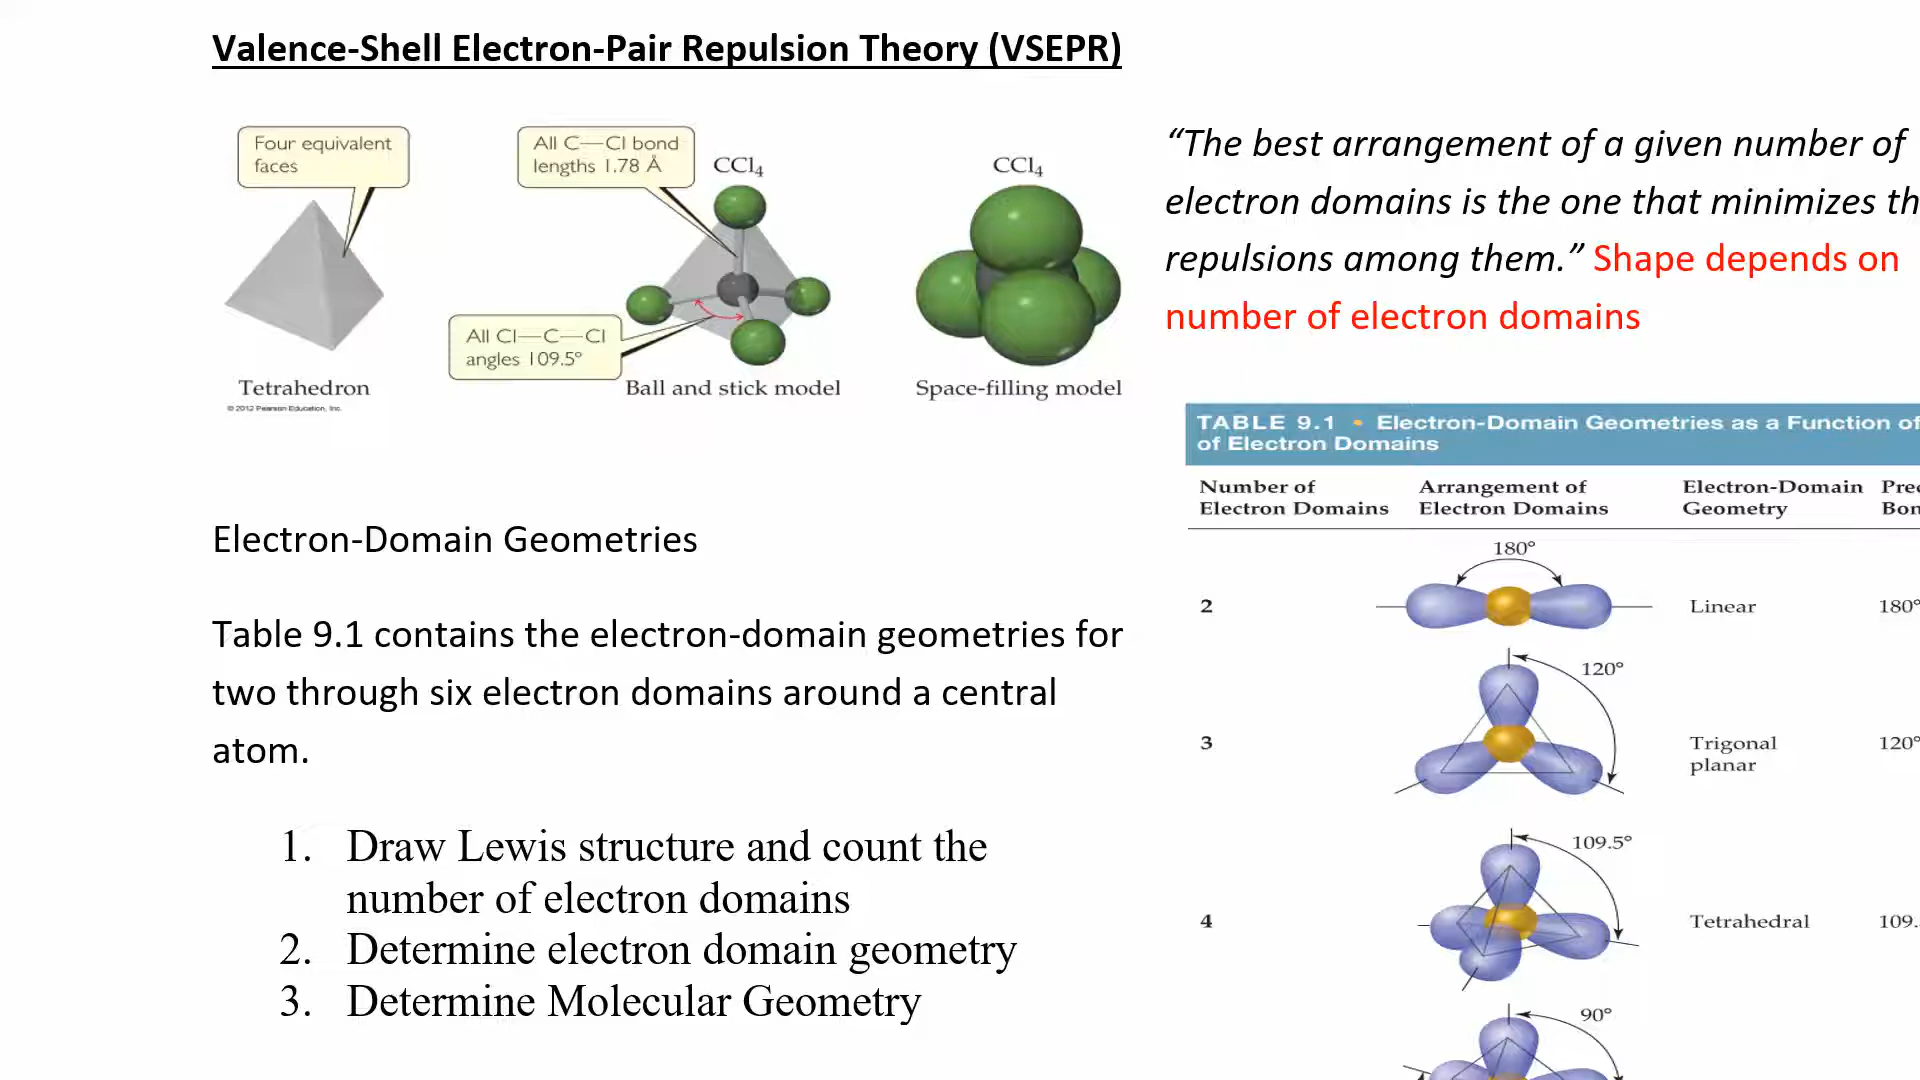 Valence-Shell Electron-Pair Repulsion Theory (VSEPR)
Four equivalent
faces
All C—Cl bond
lengths 1.78 Å
CCl₄
CCl₄
All Cl—C—Cl
angles 109.5°
Tetrahedron
Ball and stick model
Space-filling model
© 2012 Pearson Education, Inc.
“The best arrangement of a given number of
electron domains is the one that minimizes th
repulsions among them.” Shape depends on
number of electron domains
Electron-Domain Geometries
Table 9.1 contains the electron-domain geometries for
two through six electron domains around a central
atom.
1. Draw Lewis structure and count the
number of electron domains
2. Determine electron domain geometry
3. Determine Molecular Geometry
TABLE 9.1 • Electron-Domain Geometries as a Function of
of Electron Domains
Number of
Electron Domains
Arrangement of
Electron Domains
Electron-Domain
Geometry
Pre
Bon
180°
2
Linear
180°
120°
3
Trigonal
planar
120°
109.5°
4
Tetrahedral
109.
90°